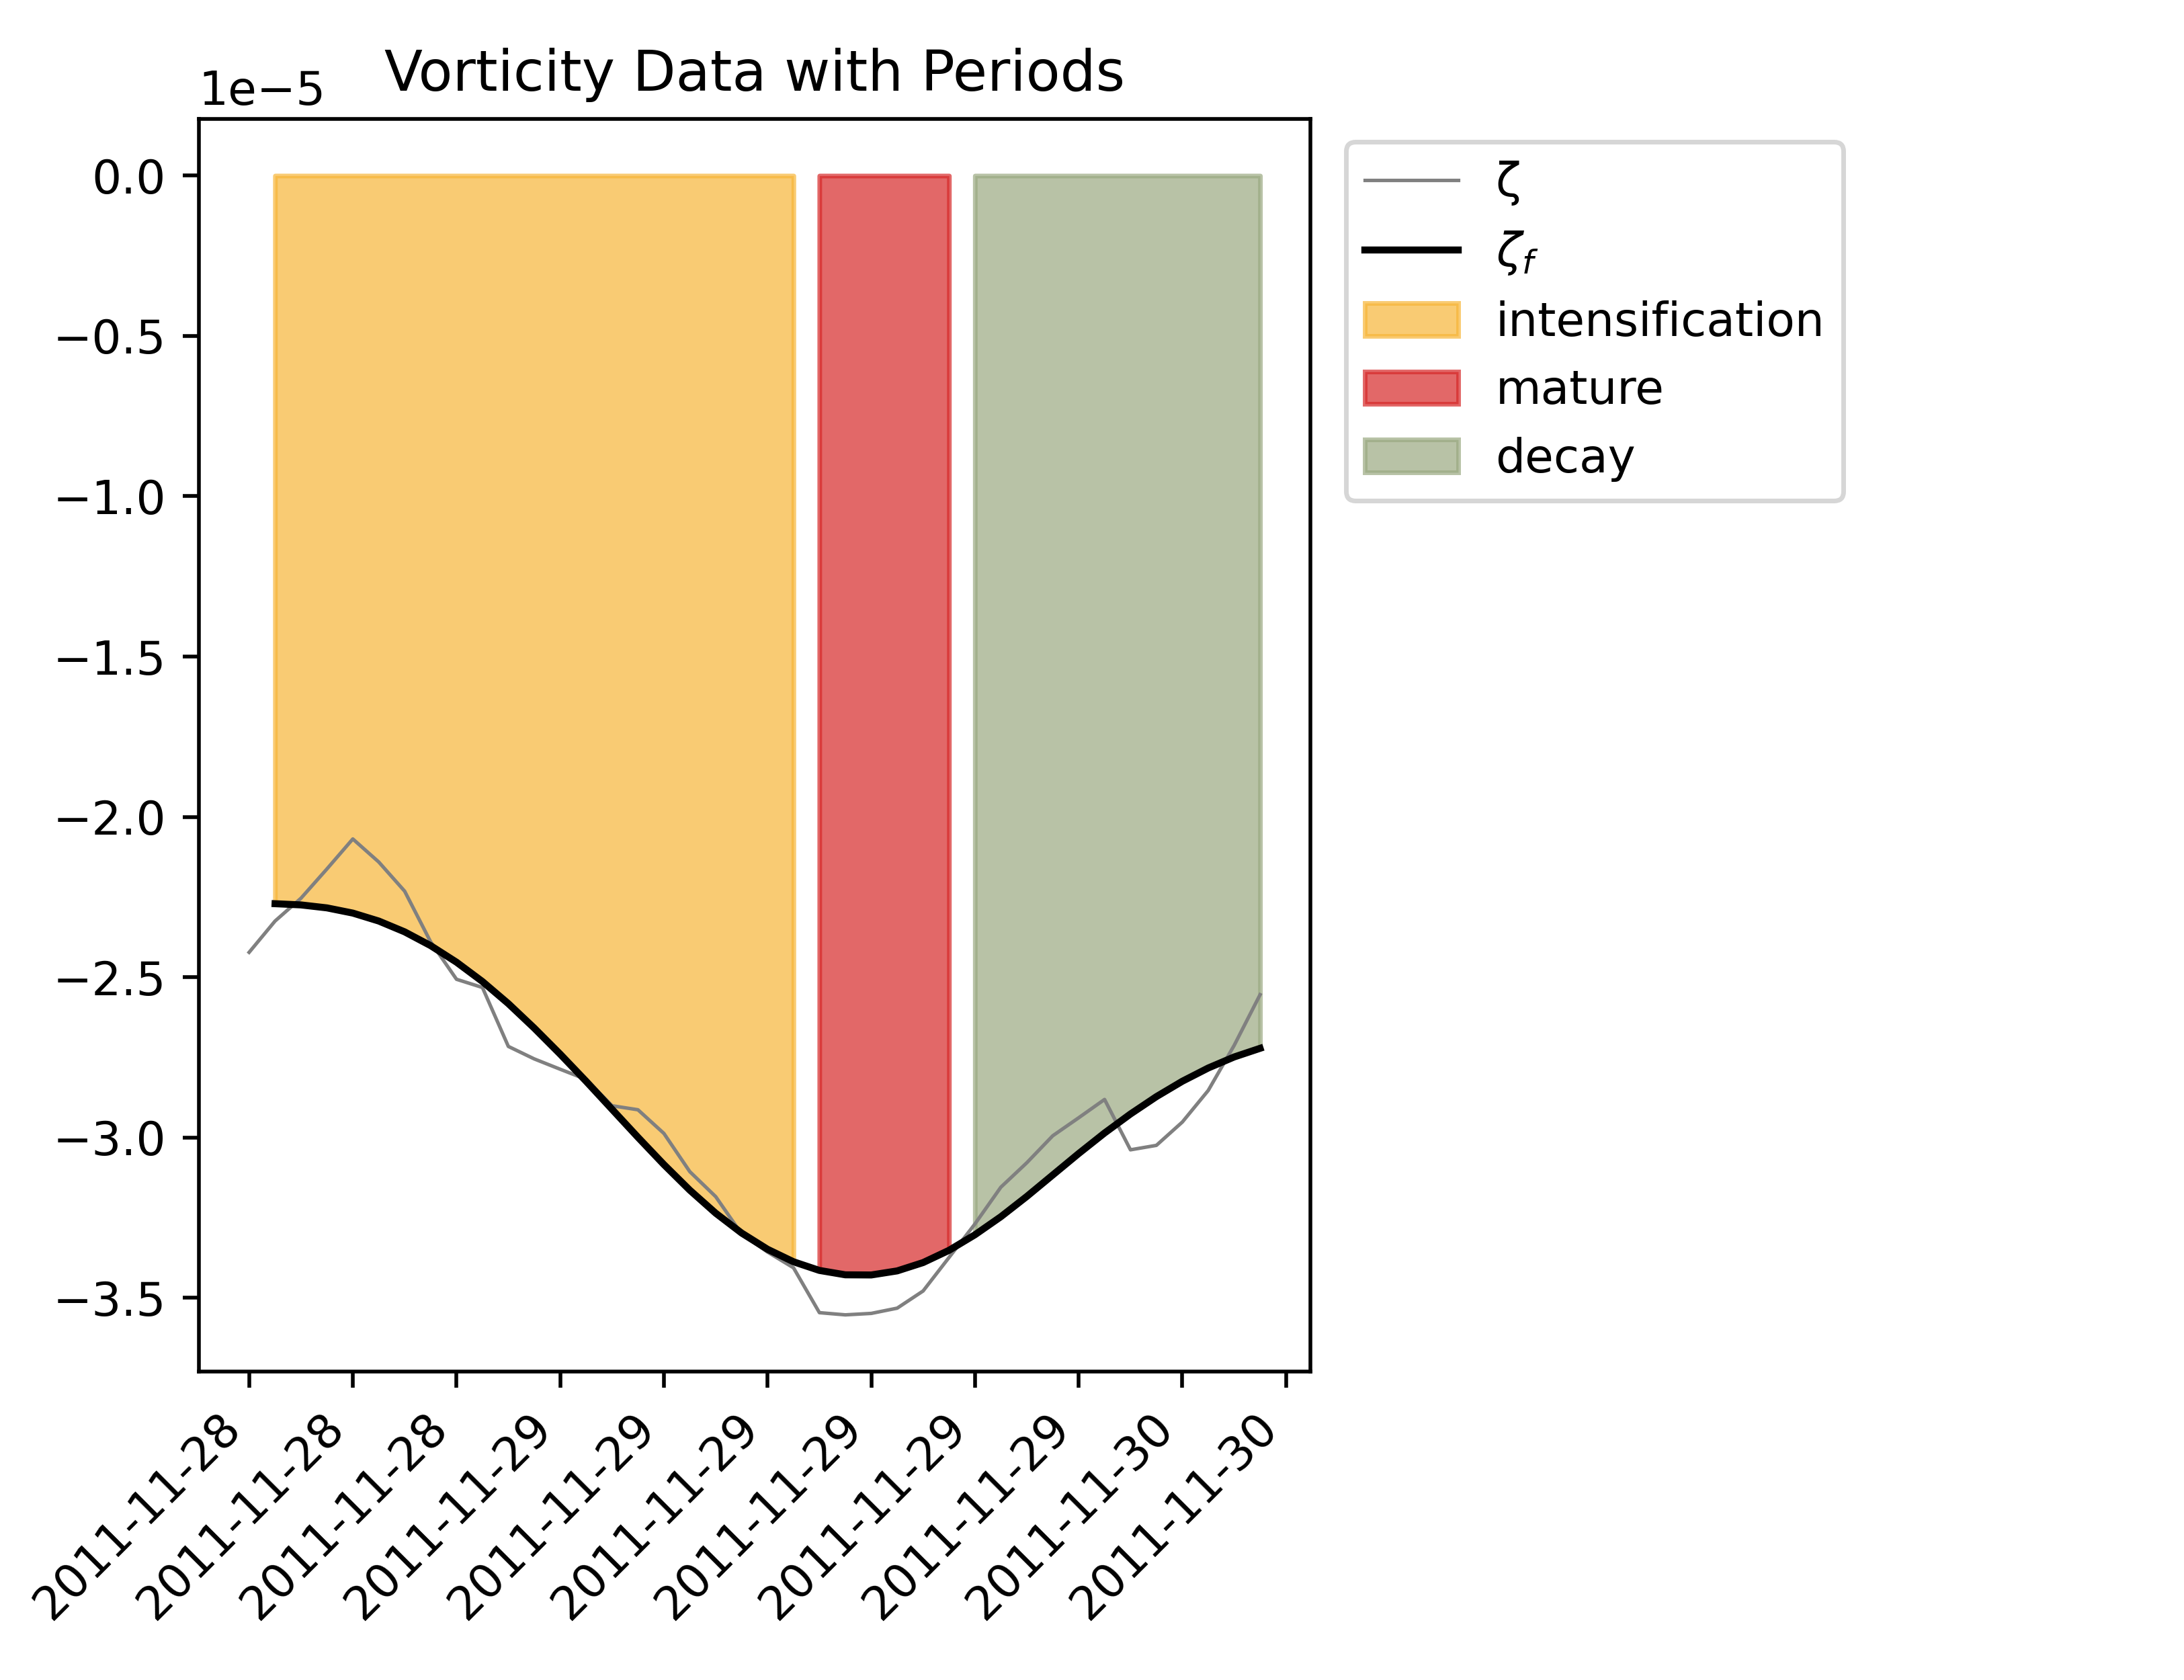 Vorticity Data with Periods
1e−5
0.0
−0.5
−1.0
−1.5
−2.0
−2.5
−3.0
−3.5
2011-11-28
2011-11-28
2011-11-28
2011-11-29
2011-11-29
2011-11-29
2011-11-29
2011-11-29
2011-11-29
2011-11-30
2011-11-30
ζ
ζf
intensification
mature
decay